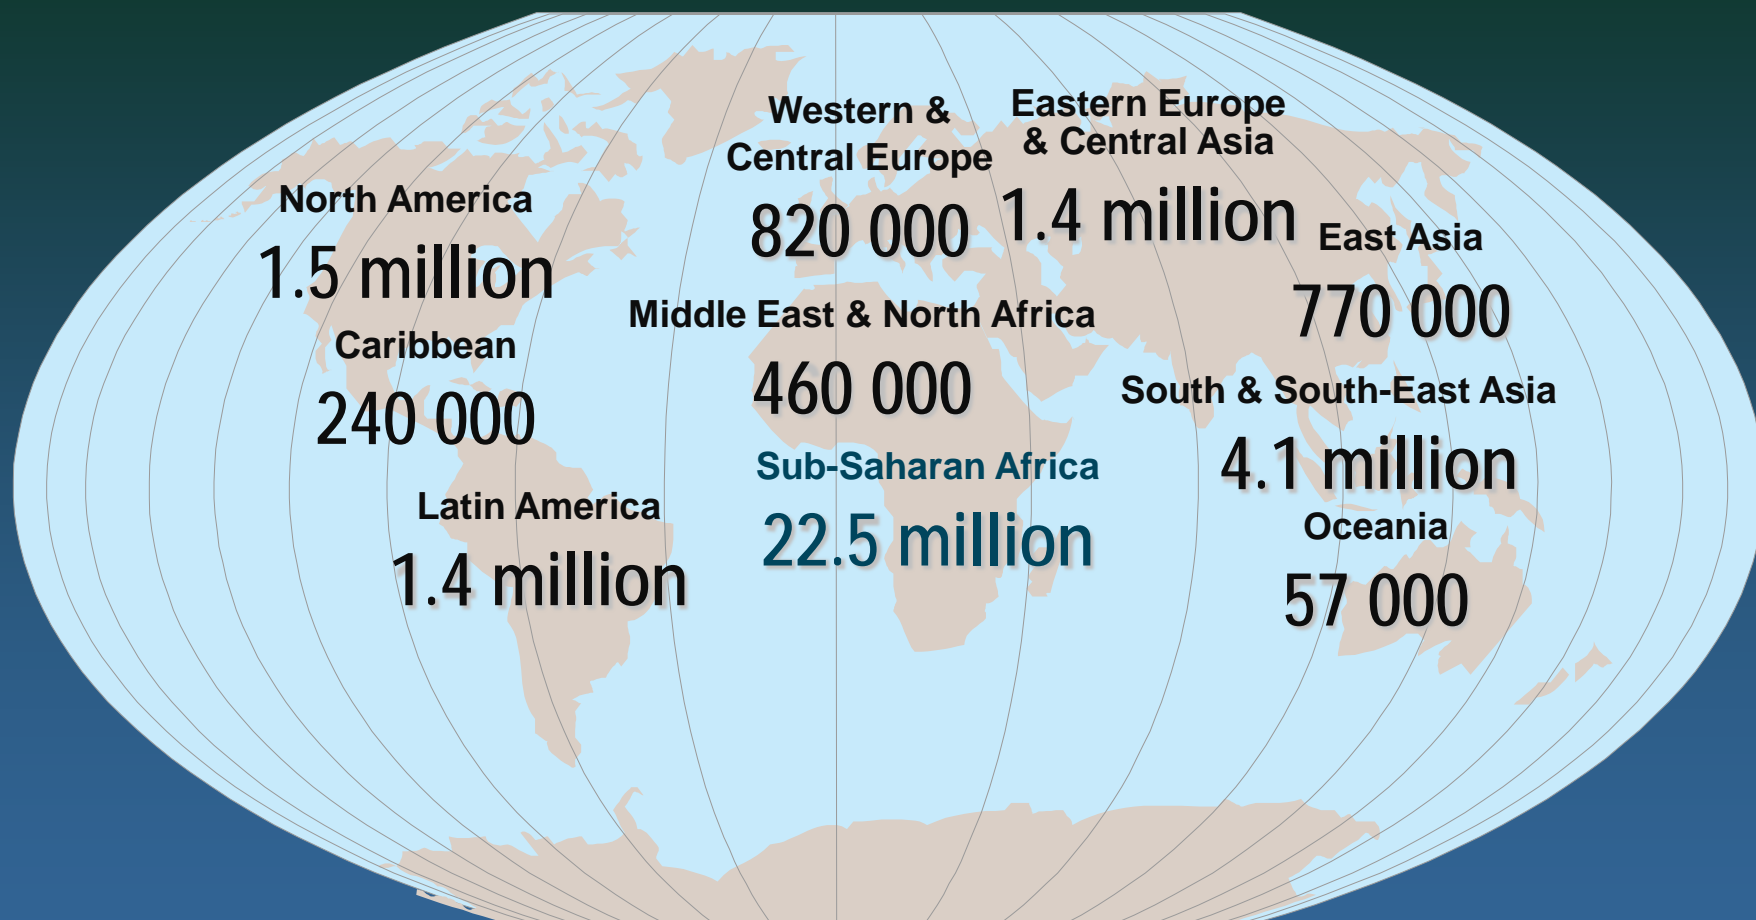 Western &
Central Europe
820 000
Eastern Europe
& Central Asia
1.4 million
North America
1.5 million
East Asia
770 000
Middle East & North Africa
460 000
Caribbean
240 000
South & South-East Asia
4.1 million
Sub-Saharan Africa
22.5 million
Latin America
1.4 million
Oceania
57 000